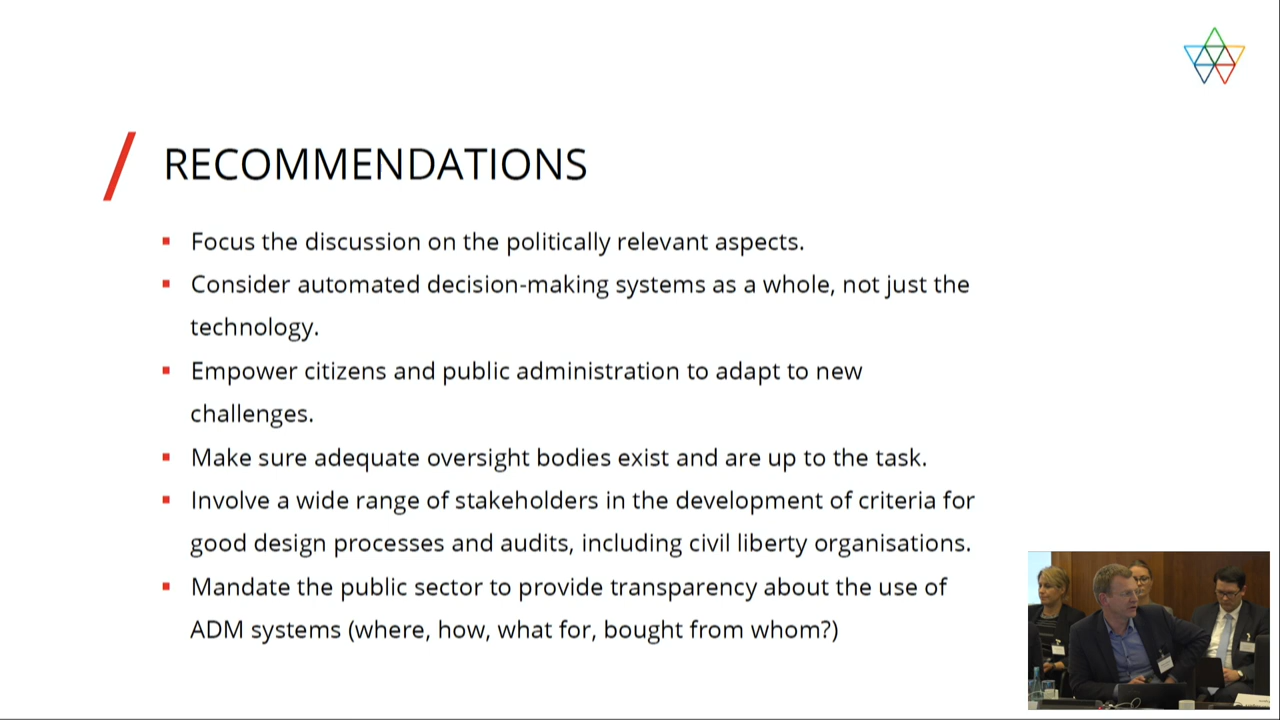 RECOMMENDATIONS
▪ Focus the discussion on the politically relevant aspects.
▪ Consider automated decision-making systems as a whole, not just the
technology.
▪ Empower citizens and public administration to adapt to new
challenges.
▪ Make sure adequate oversight bodies exist and are up to the task.
▪ Involve a wide range of stakeholders in the development of criteria for
good design processes and audits, including civil liberty organisations.
▪ Mandate the public sector to provide transparency about the use of
ADM systems (where, how, what for, bought from whom?)